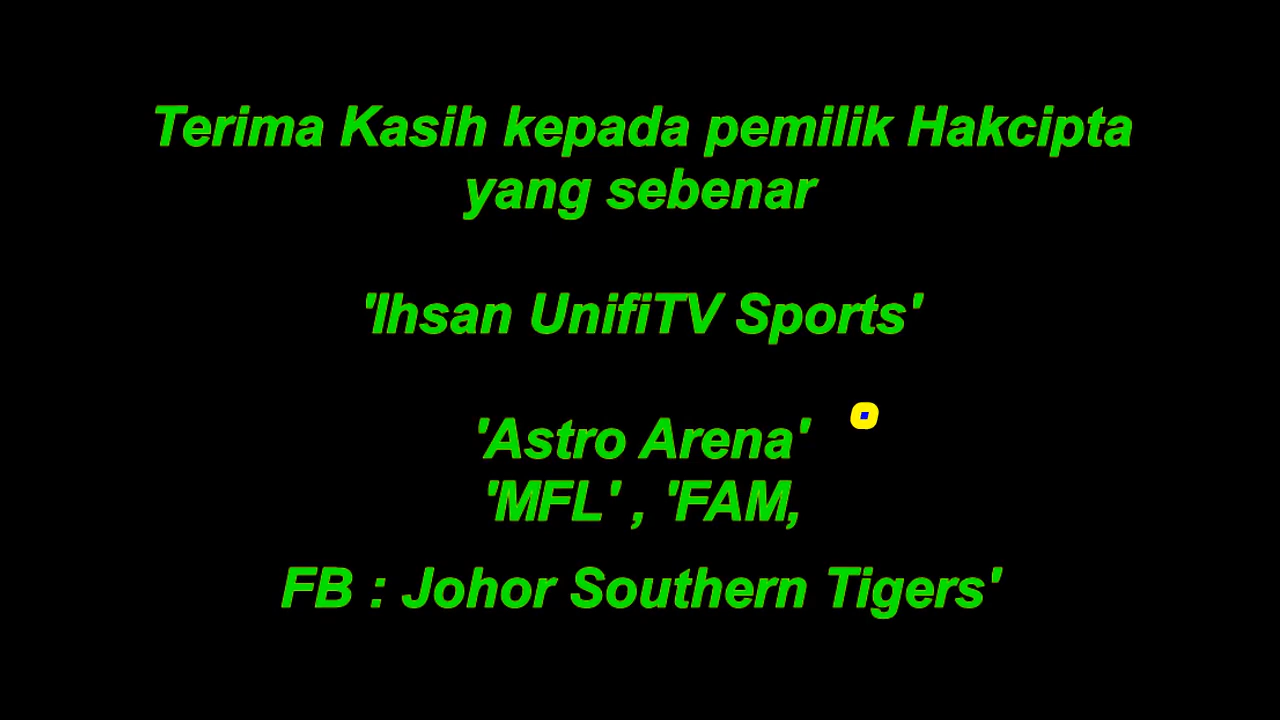 Terima Kasih kepada pemilik Hakcipta
yang sebenar
'Ihsan UnifiTV Sports'
'Astro Arena'
'MFL' , 'FAM,
FB : Johor Southern Tigers'